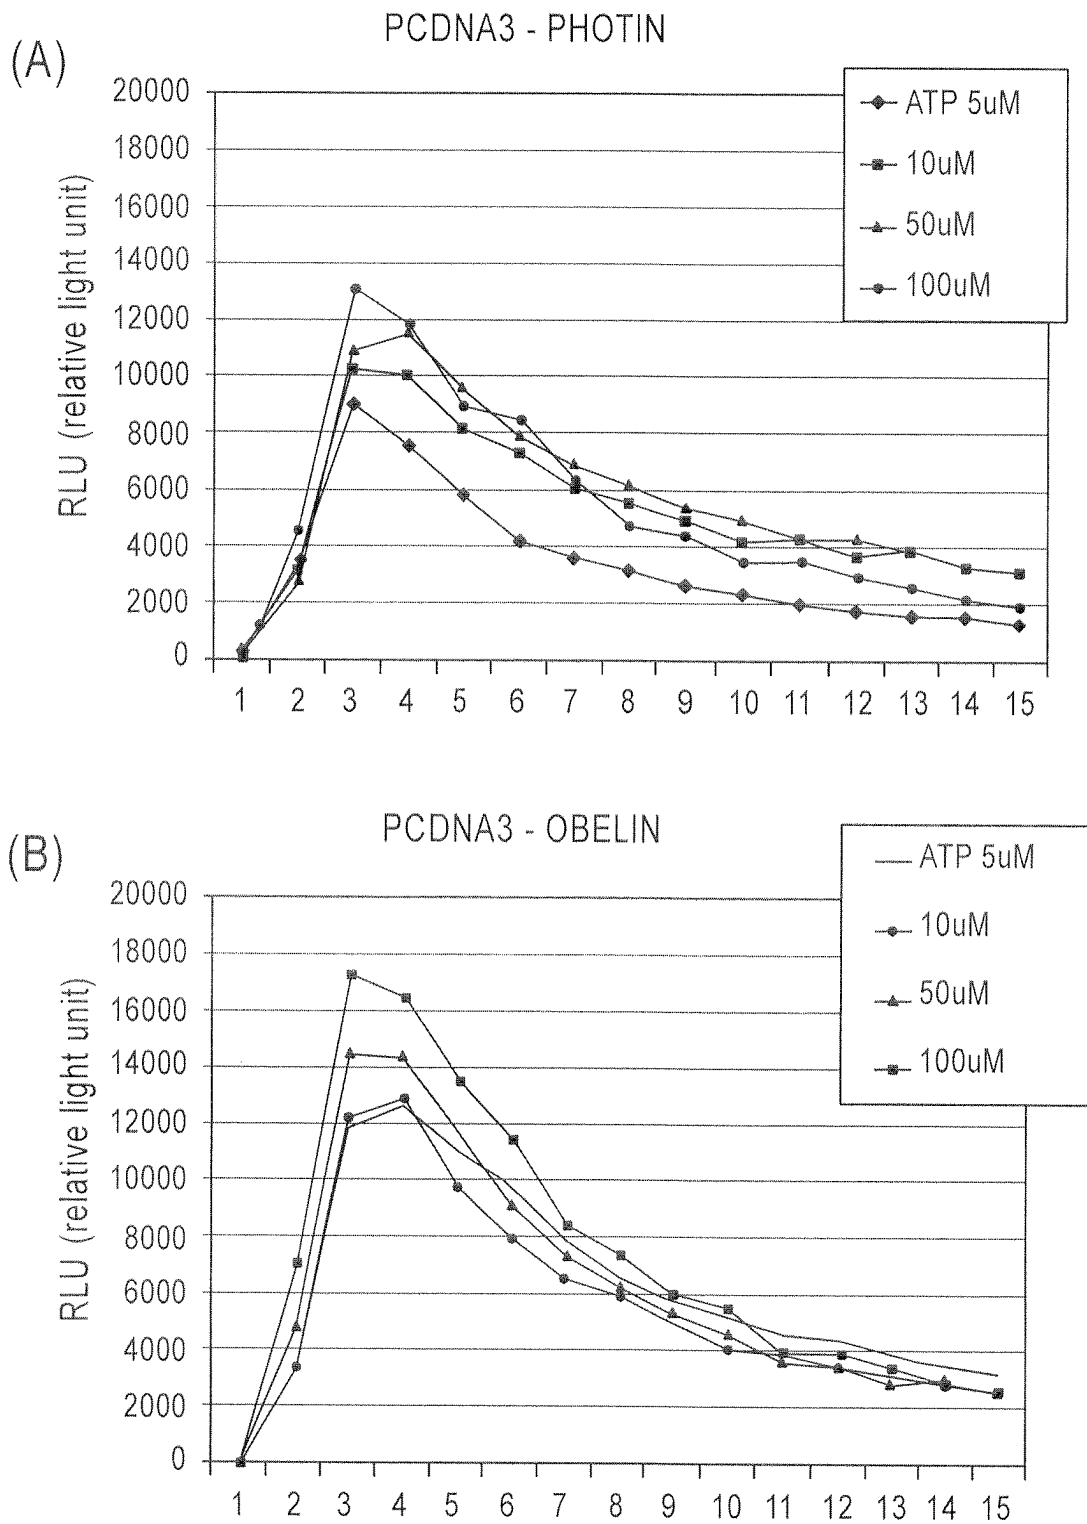 (A)
PCDNA3 - PHOTIN
RLU (relative light unit)
20000
18000
16000
14000
12000
10000
8000
6000
4000
2000
0
1 2 3 4 5 6 7 8 9 10 11 12 13 14 15
ATP 5uM
10uM
50uM
100uM
(B)
PCDNA3 - OBELIN
RLU (relative light unit)
20000
18000
16000
14000
12000
10000
8000
6000
4000
2000
0
1 2 3 4 5 6 7 8 9 10 11 12 13 14 15
ATP 5uM
10uM
50uM
100uM